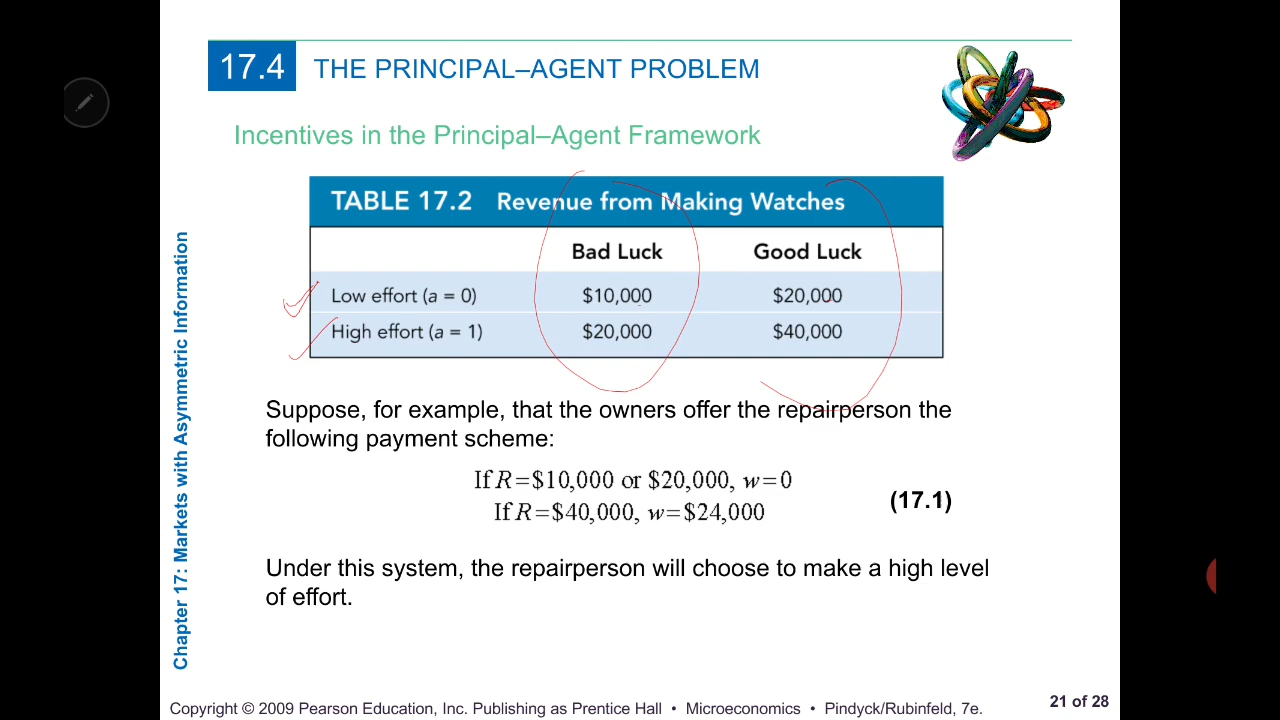 17.4 THE PRINCIPAL–AGENT PROBLEM
Incentives in the Principal–Agent Framework
TABLE 17.2 Revenue from Making Watches
Bad Luck Good Luck
Low effort (a = 0) $10,000 $20,000
High effort (a = 1) $20,000 $40,000
Suppose, for example, that the owners offer the repairperson the
following payment scheme:
If R=$10,000 or $20,000, w=0
If R=$40,000, w=$24,000
(17.1)
Under this system, the repairperson will choose to make a high level
of effort.
Chapter 17: Markets with Asymmetric Information
Copyright © 2009 Pearson Education, Inc. Publishing as Prentice Hall • Microeconomics • Pindyck/Rubinfeld, 7e.
21 of 28